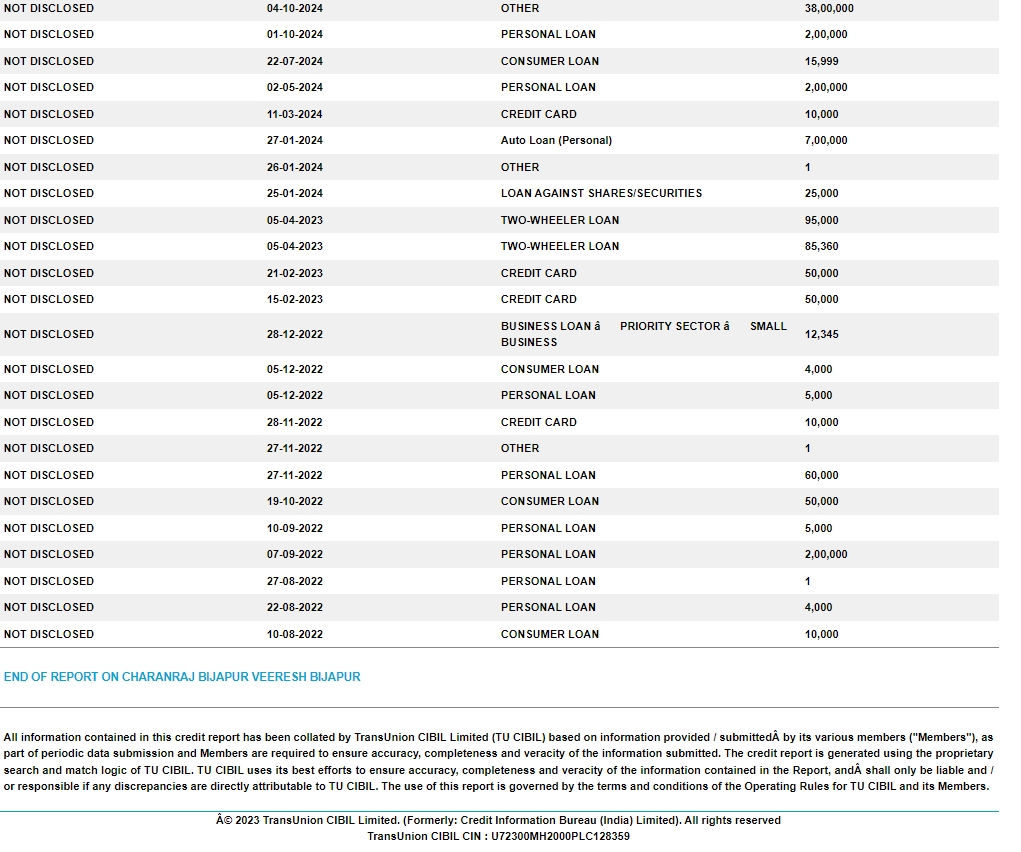 NOT DISCLOSED 04-10-2024 OTHER 38,00,000
NOT DISCLOSED 01-10-2024 PERSONAL LOAN 2,00,000
NOT DISCLOSED 22-07-2024 CONSUMER LOAN 15,999
NOT DISCLOSED 02-05-2024 PERSONAL LOAN 2,00,000
NOT DISCLOSED 11-03-2024 CREDIT CARD 10,000
NOT DISCLOSED 27-01-2024 Auto Loan (Personal) 7,00,000
NOT DISCLOSED 26-01-2024 OTHER 1
NOT DISCLOSED 25-01-2024 LOAN AGAINST SHARES/SECURITIES 25,000
NOT DISCLOSED 05-04-2023 TWO-WHEELER LOAN 95,000
NOT DISCLOSED 05-04-2023 TWO-WHEELER LOAN 85,360
NOT DISCLOSED 21-02-2023 CREDIT CARD 50,000
NOT DISCLOSED 15-02-2023 CREDIT CARD 50,000
NOT DISCLOSED 28-12-2022 BUSINESS LOAN â PRIORITY SECTOR â SMALL
BUSINESS 12,345
NOT DISCLOSED 05-12-2022 CONSUMER LOAN 4,000
NOT DISCLOSED 05-12-2022 PERSONAL LOAN 5,000
NOT DISCLOSED 28-11-2022 CREDIT CARD 10,000
NOT DISCLOSED 27-11-2022 OTHER 1
NOT DISCLOSED 27-11-2022 PERSONAL LOAN 60,000
NOT DISCLOSED 19-10-2022 CONSUMER LOAN 50,000
NOT DISCLOSED 10-09-2022 PERSONAL LOAN 5,000
NOT DISCLOSED 07-09-2022 PERSONAL LOAN 2,00,000
NOT DISCLOSED 27-08-2022 PERSONAL LOAN 1
NOT DISCLOSED 22-08-2022 PERSONAL LOAN 4,000
NOT DISCLOSED 10-08-2022 CONSUMER LOAN 10,000
END OF REPORT ON CHARANRAJ BIJAPUR VEERESH BIJAPUR
All information contained in this credit report has been collated by TransUnion CIBIL Limited (TU CIBIL) based on information provided / submittedÂ by its various members ("Members"), as
part of periodic data submission and Members are required to ensure accuracy, completeness and veracity of the information submitted. The credit report is generated using the proprietary
search and match logic of TU CIBIL. TU CIBIL uses its best efforts to ensure accuracy, completeness and veracity of the information contained in the Report, andÂ shall only be liable and /
or responsible if any discrepancies are directly attributable to TU CIBIL. The use of this report is governed by the terms and conditions of the Operating Rules for TU CIBIL and its Members.
Â© 2023 TransUnion CIBIL Limited. (Formerly: Credit Information Bureau (India) Limited). All rights reserved
TransUnion CIBIL CIN : U72300MH2000PLC128359